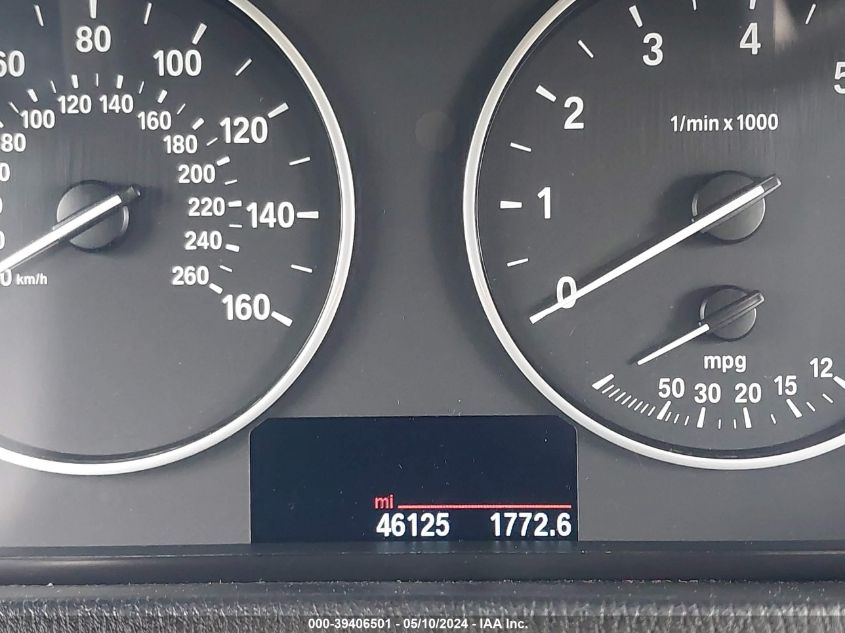 60 80 100 120 140 160
80 100 120 140 160 180 200 220 240 260
0 km/h
0 1 2 3 4 5
1/min x 1000
mpg
50 30 20 15 12
mi
46125 1772.6
000-39406501 - 05/10/2024 - IAA Inc.